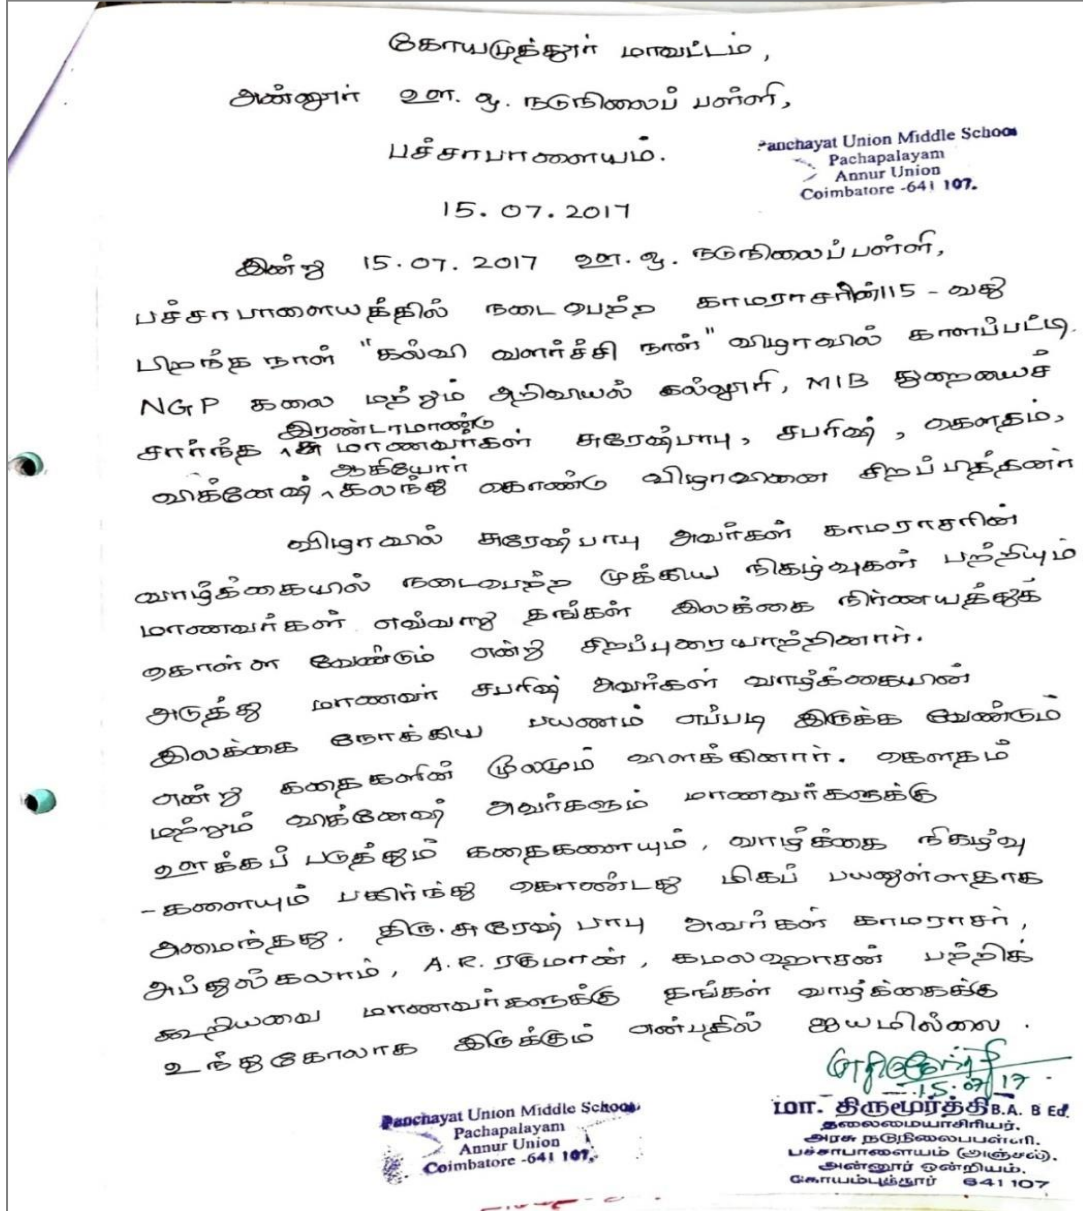 கோயமுத்தூர் மாவட்டம்,
அன்னூர் ஊ. ஒ. நடுநிலைப் பள்ளி,
பச்சாபாளையம்.
Panchayat Union Middle School
Pachapalayam
Annur Union
Coimbatore -641 107.
15.07.2017
இன்று 15.07.2017 ஊ. ஒ. நடுநிலைப்பள்ளி,
பச்சாபாளையத்தில் நடைபெற்ற காமராசரின் 115 - வது
பிறந்த நாள் "கல்வி வளர்ச்சி நாள்" விழாவில் காளப்பட்டி
NGP கலை மற்றும் அறிவியல் கல்லூரி, MIB துறையைச்
சார்ந்த இரண்டாமாண்டு மாணவர்கள் சுரேஷ்பாபு, சபரிஷ், கௌதம்,
விக்னேஷ் ஆகியோர் கலந்து கொண்டு விழாவினை சிறப்பித்தனர்
விழாவில் சுரேஷ்பாபு அவர்கள் காமராசரின்
வாழ்க்கையில் நடைபெற்ற முக்கிய நிகழ்வுகள் பற்றியும்
மாணவர்கள் எவ்வாறு தங்கள் இலக்கை நிர்ணயத்துக்
கொள்ள வேண்டும் என்று சிறப்புரையாற்றினார்.
அடுத்து மாணவர் சபரிஷ் அவர்கள் வாழ்க்கையின்
இலக்கை நோக்கிய பயணம் எப்படி இருக்க வேண்டும்
என்று கதைகளின் மூலமும் விளக்கினார். கௌதம்
மற்றும் விக்னேஷ் அவர்களும் மாணவர்களுக்கு
ஊக்கப் படுத்தும் கதைகளையும், வாழ்க்கை நிகழ்வு
-களையும் பகிர்ந்து கொண்டது மிகப் பயனுள்ளதாக
அமைந்தது. திரு. சுரேஷ் பாபு அவர்கள் காமராசர்,
அப்துல்கலாம், A.R. ரகுமான், கமலஹாசன் பற்றிக்
கூறியவை மாணவர்களுக்கு தங்கள் வாழ்க்கைக்கு
உந்துகோலாக இருக்கும் என்பதில் ஐயமில்லை.
15.07.17
Panchayat Union Middle School
Pachapalayam
Annur Union
Coimbatore -641 107.
மா. திருமூர்த்தி B.A. B Ed.
தலைமையாசிரியர்.
அரசு நடுநிலைபபள்ளி.
பச்சாபாளையம் (அஞ்சல்).
அன்னூர் ஒன்றியம்.
கோயம்புத்தூர் 641 107